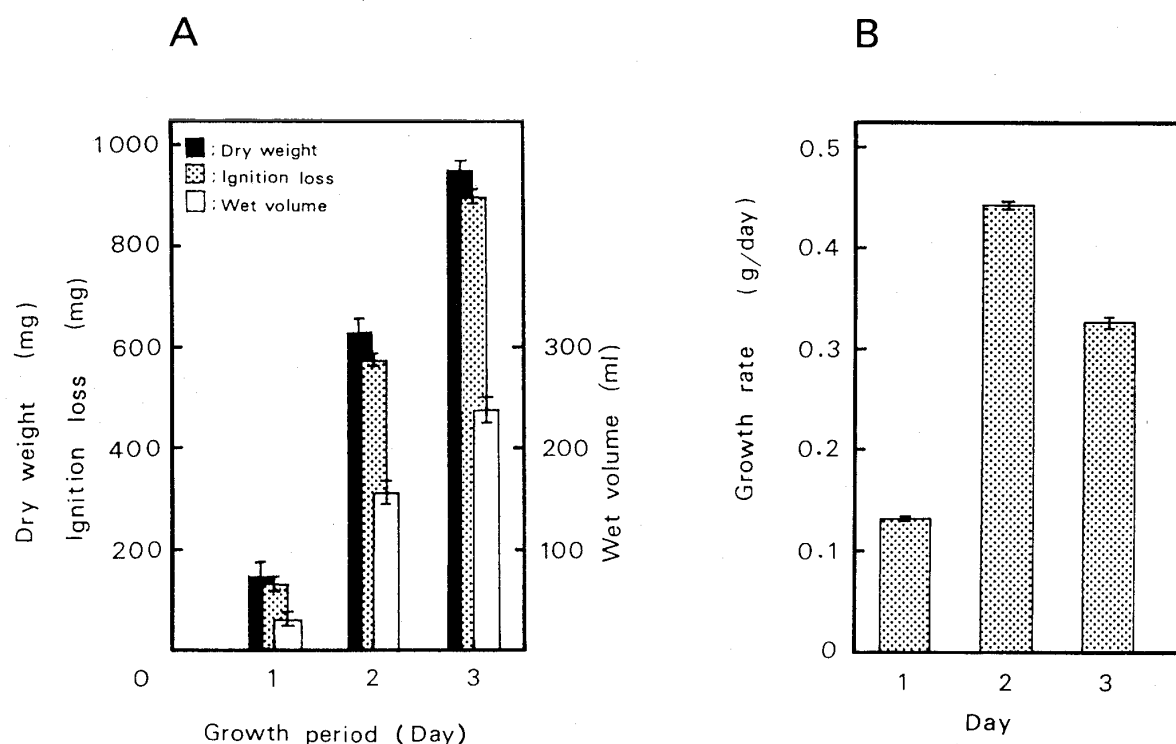 A
1000
800
600
400
200
0
Dry weight (mg)
Ignition loss (mg)
: Dry weight
: Ignition loss
: Wet volume
300
200
100
Wet volume (ml)
1 2 3
Growth period (Day)
B
0.5
0.4
0.3
0.2
0.1
0
Growth rate (g/day)
1 2 3
Day